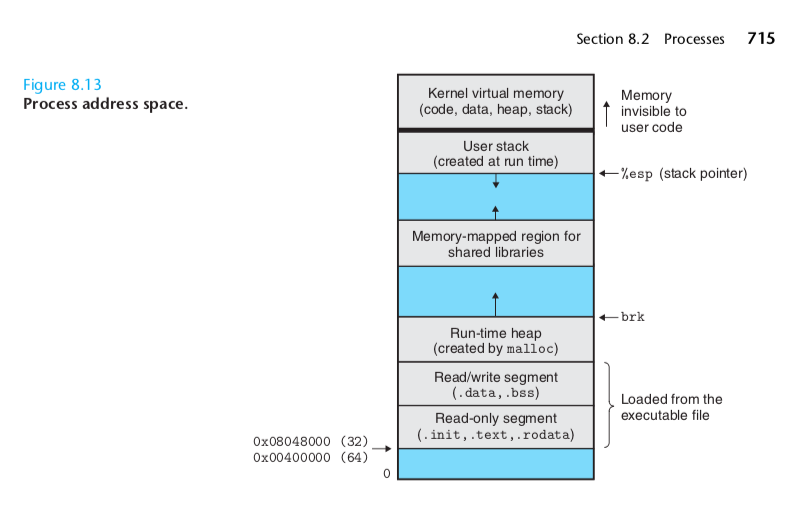 Section 8.2 Processes 715
Figure 8.13
Process address space.
Kernel virtual memory
(code, data, heap, stack)
Memory
invisible to
user code
User stack
(created at run time)
%esp (stack pointer)
Memory-mapped region for
shared libraries
brk
Run-time heap
(created by malloc)
Read/write segment
(.data,.bss)
Loaded from the
executable file
Read-only segment
(.init,.text,.rodata)
0x08048000 (32)
0x00400000 (64)
0